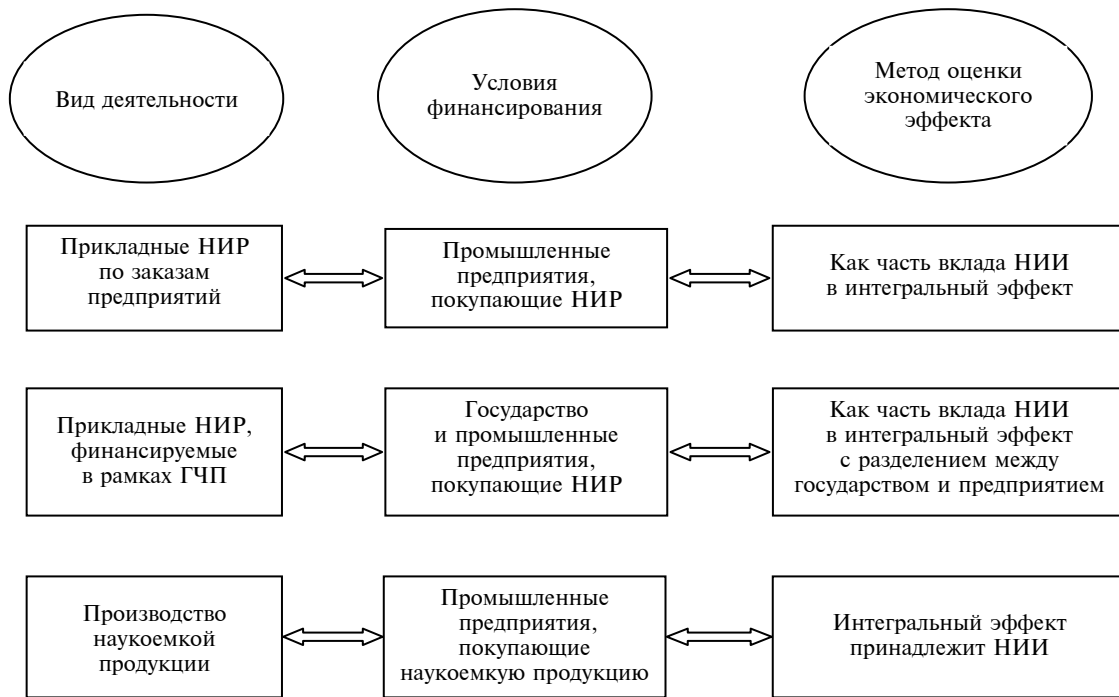 Вид деятельности
Условия
финансирования
Метод оценки
экономического
эффекта
Прикладные НИР
по заказам
предприятий
Промышленные
предприятия,
покупающие НИР
Как часть вклада НИИ
в интегральный эффект
Прикладные НИР,
финансируемые
в рамках ГЧП
Государство
и промышленные
предприятия,
покупающие НИР
Как часть вклада НИИ
в интегральный эффект
с разделением между
государством и предприятием
Производство
наукоемкой
продукции
Промышленные
предприятия,
покупающие
наукоемкую продукцию
Интегральный эффект
принадлежит НИИ